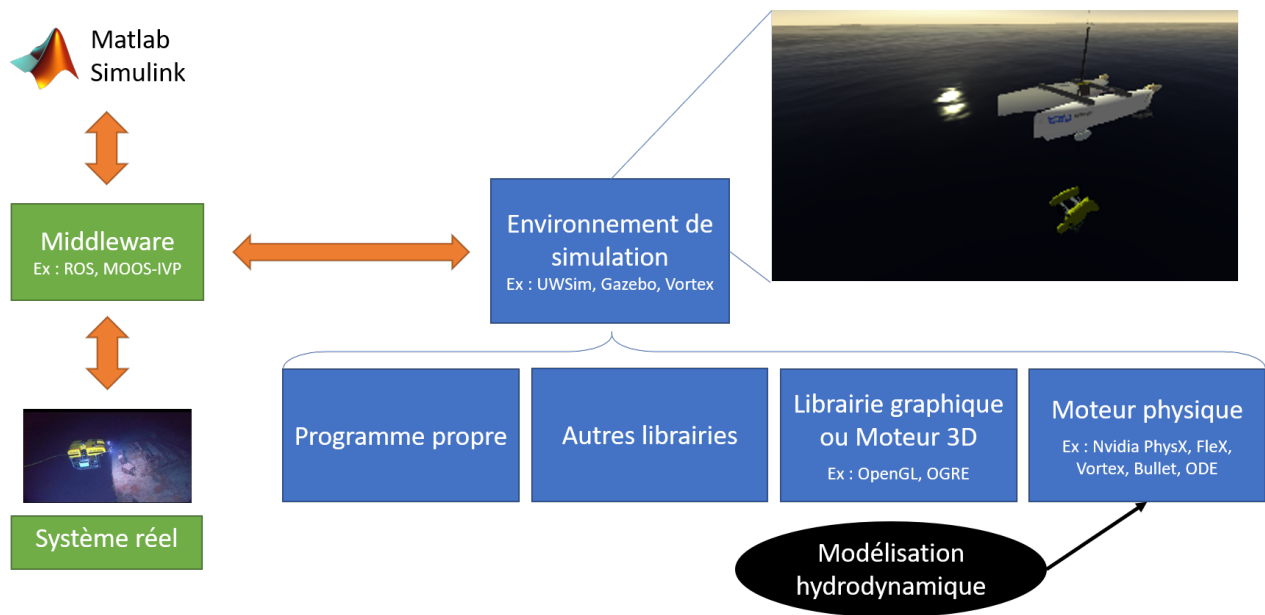 Matlab
Simulink
Middleware
Ex : ROS, MOOS-IVP
Système réel
Environnement de
simulation
Ex : UWSim, Gazebo, Vortex
Programme propre
Autres librairies
Librairie graphique
ou Moteur 3D
Ex : OpenGL, OGRE
Moteur physique
Ex : Nvidia PhysX, FleX,
Vortex, Bullet, ODE
Modélisation
hydrodynamique